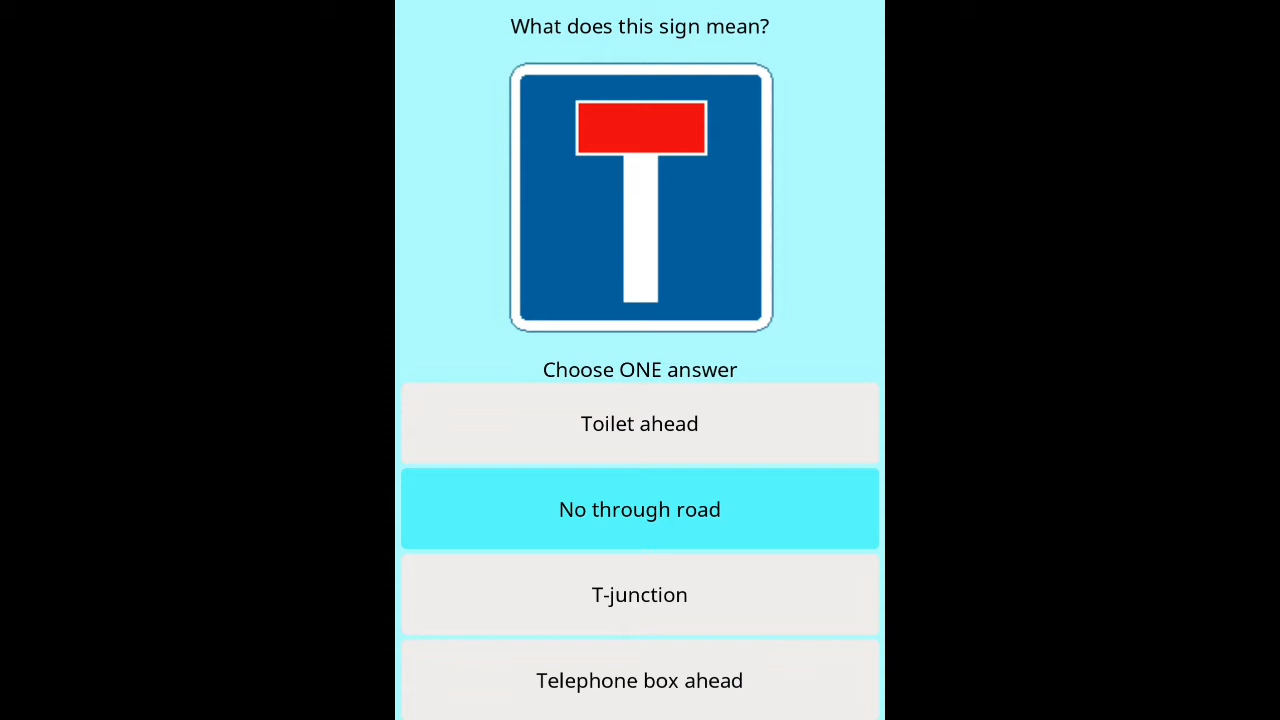 What does this sign mean?
Choose ONE answer
Toilet ahead
No through road
T-junction
Telephone box ahead